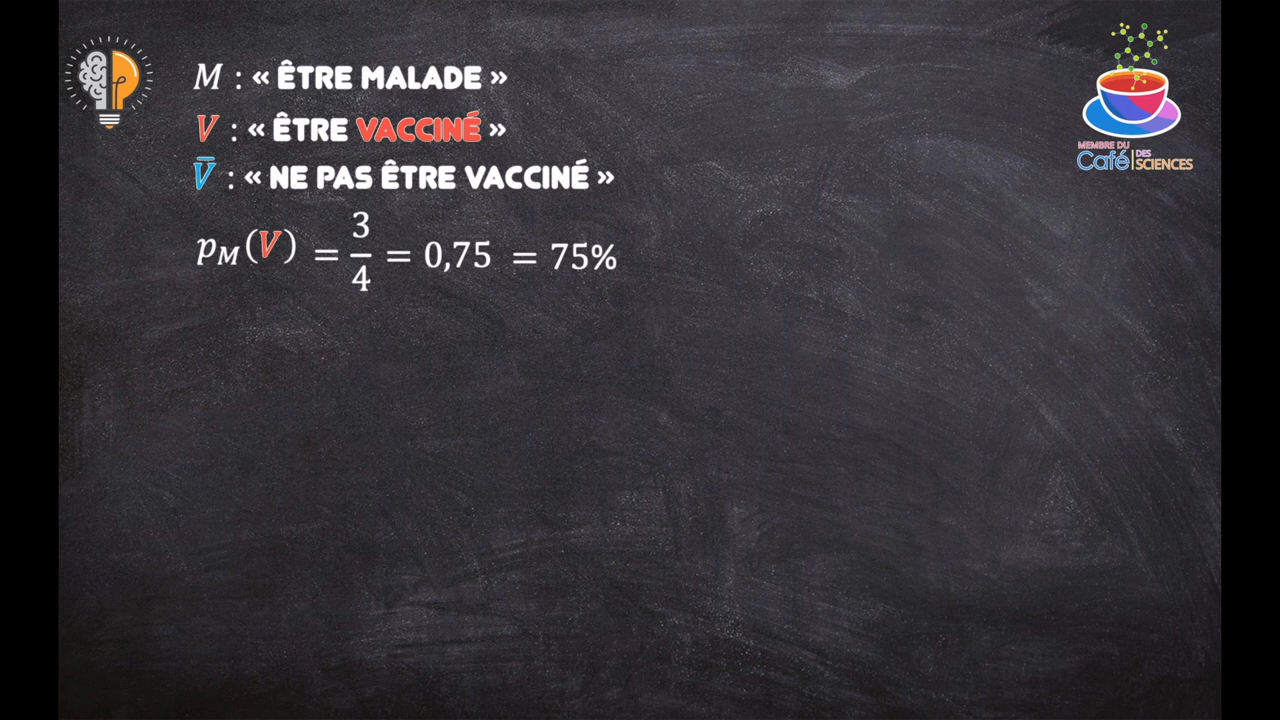 M : « ÊTRE MALADE »
V : « ÊTRE VACCINÉ »
V̄ : « NE PAS ÊTRE VACCINÉ »
p_M(V) = 3/4 = 0,75 = 75%
MEMBRE DU
Café DES SCIENCES